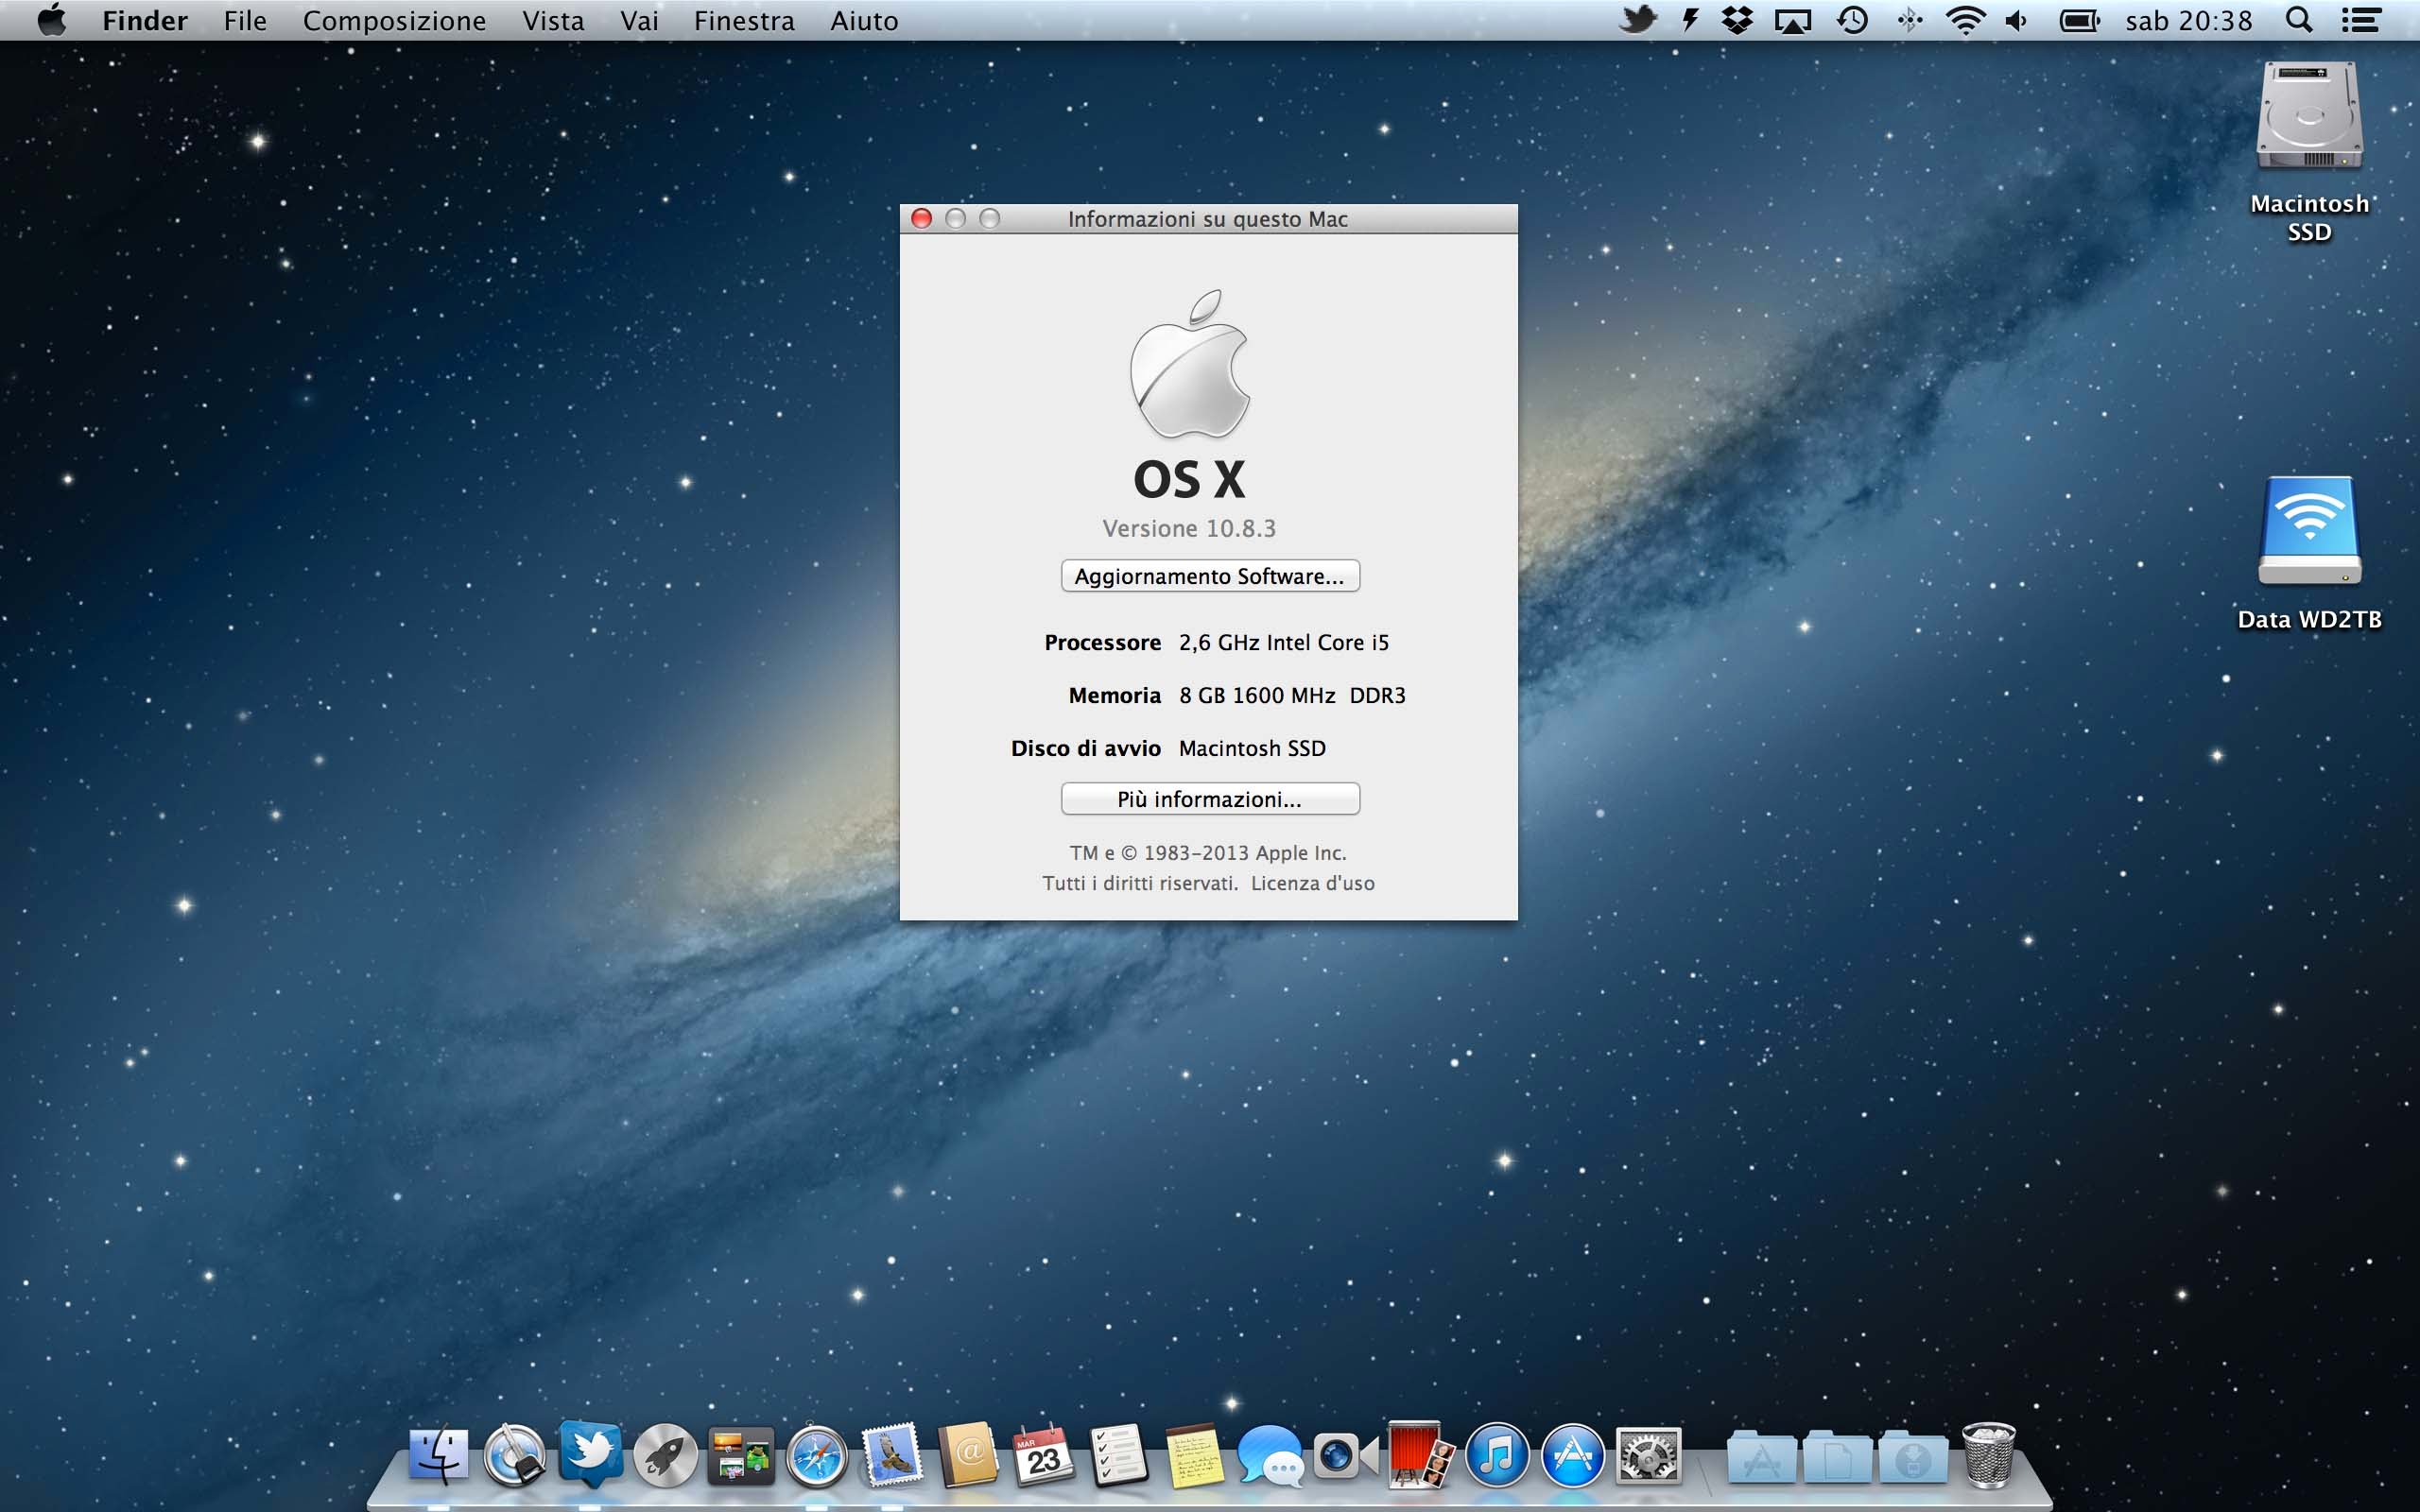 Finder File Composizione Vista Vai Finestra Aiuto sab 20:38
Macintosh
SSD
Informazioni su questo Mac
OS X
Versione 10.8.3
Aggiornamento Software...
Data WD2TB
Processore 2,6 GHz Intel Core i5
Memoria 8 GB 1600 MHz DDR3
Disco di avvio Macintosh SSD
Più informazioni...
TM e © 1983-2013 Apple Inc.
Tutti i diritti riservati. Licenza d'uso
MAR
23